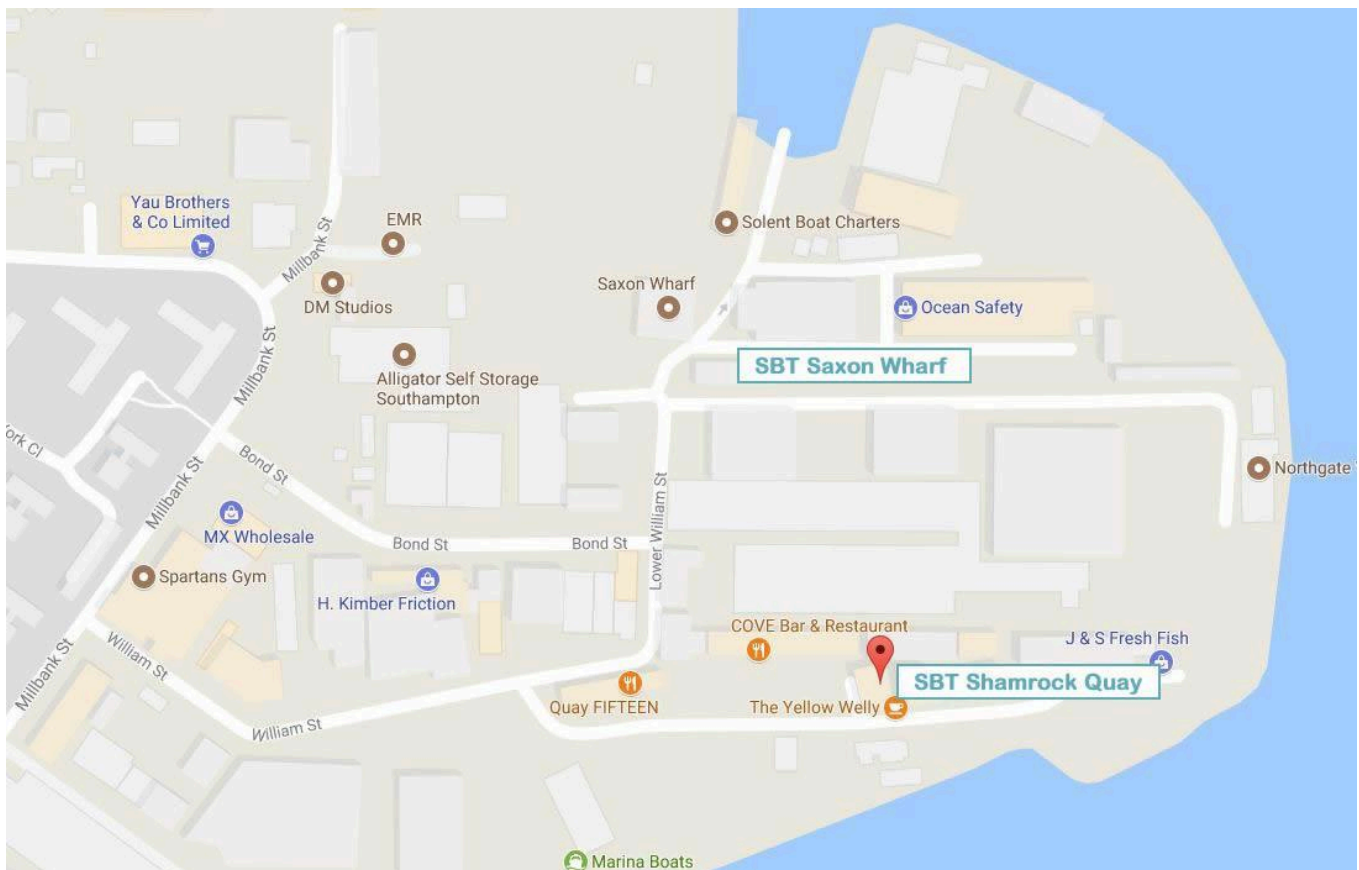 Yau Brothers
& Co Limited
Millbank St
EMR
DM Studios
Solent Boat Charters
Saxon Wharf
Ocean Safety
Millbank St
Alligator Self Storage
Southampton
SBT Saxon Wharf
Bond St
Millbank St
Northgate
MX Wholesale
Bond St
Bond St
Lower William St
Spartans Gym
H. Kimber Friction
COVE Bar & Restaurant
J & S Fresh Fish
William St
Millbank St
SBT Shamrock Quay
Quay FIFTEEN
The Yellow Welly
William St
Marina Boats